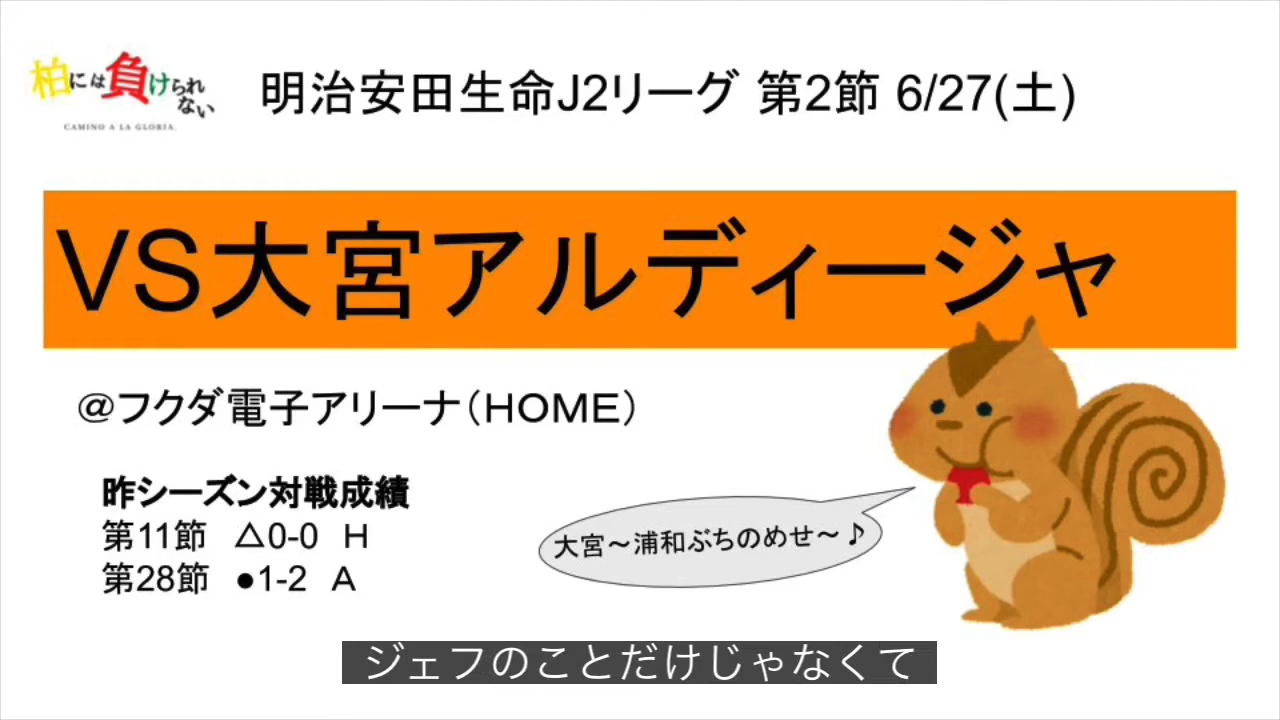 柏には負けられない
CAMINO A LA GLORIA.
明治安田生命J2リーグ 第2節 6/27(土)
VS大宮アルディージャ
@フクダ電子アリーナ(HOME)
昨シーズン対戦成績
第11節 △0-0 H
第28節 ●1-2 A
大宮～浦和ぶちのめせ～♪
ジェフのことだけじゃなくて